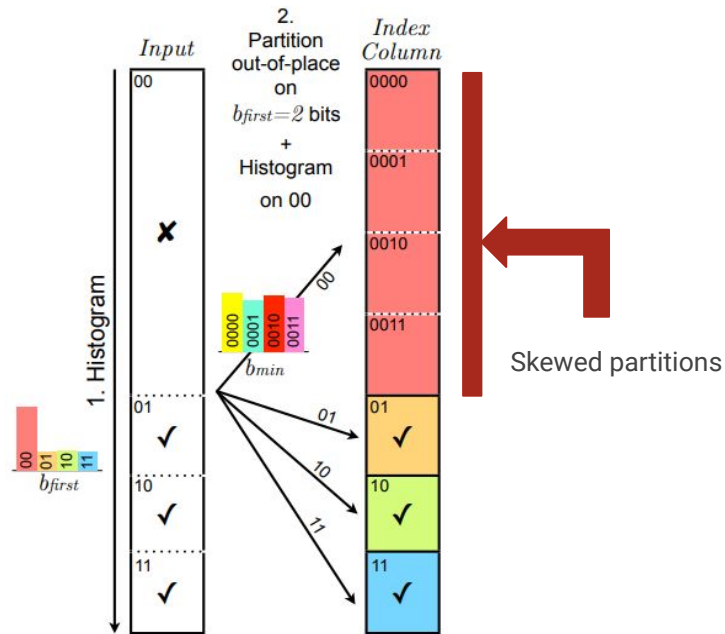 2.
Partition
out-of-place
on
bfirst=2 bits
+
Histogram
on 00
Input
Index
Column
1. Histogram
00
✘
01
✓
10
✓
11
✓
00
01
10
11
bfirst
0000
0001
0010
0011
bmin
00
01
10
11
0000
0001
0010
0011
01
✓
10
✓
11
✓
Skewed partitions